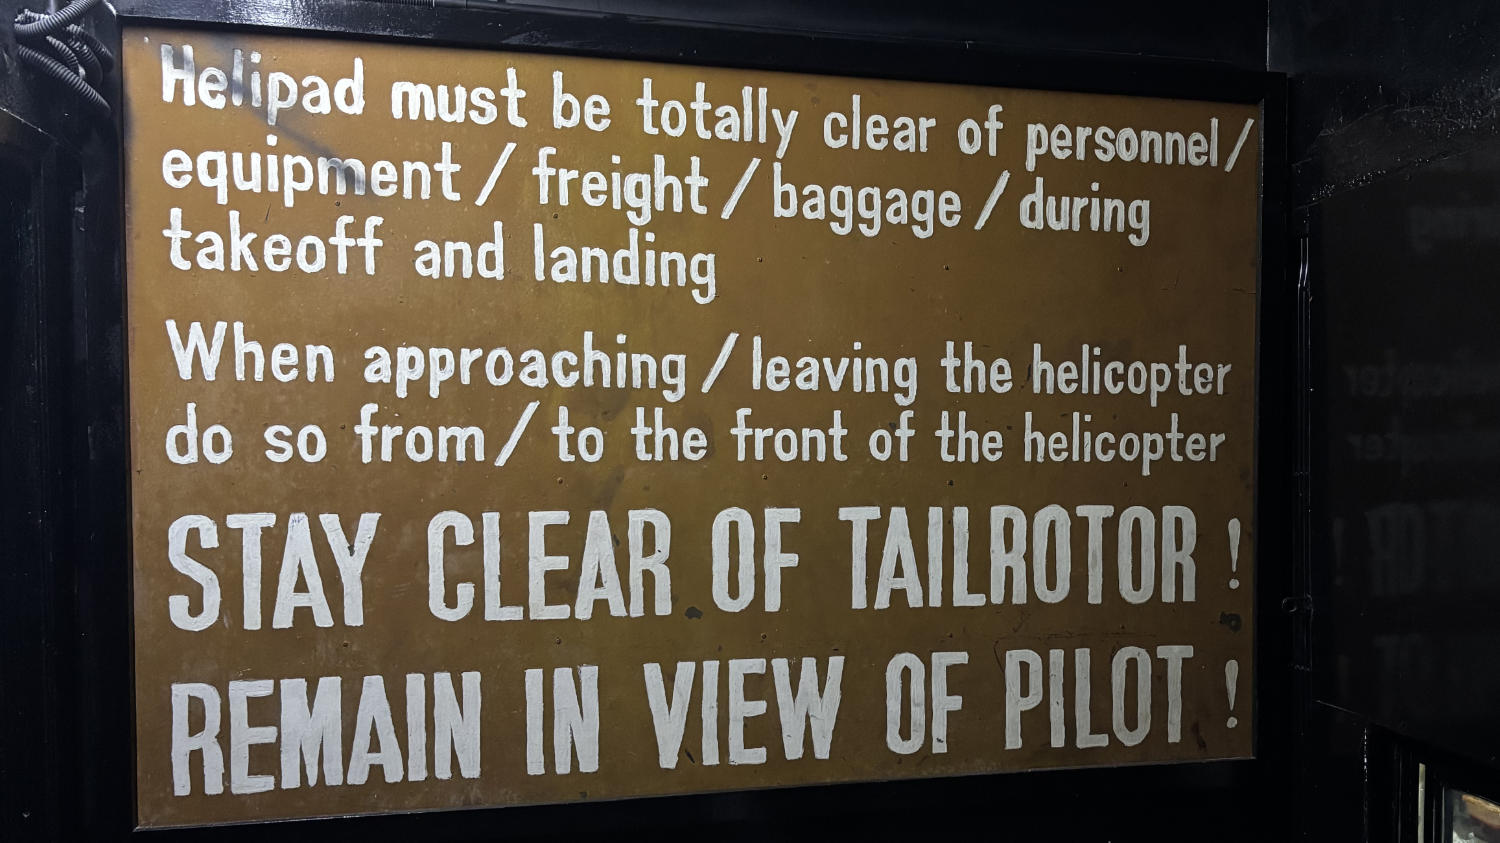 Helipad must be totally clear of personnel/
equipment / freight / baggage / during
takeoff and landing
When approaching / leaving the helicopter
do so from / to the front of the helicopter
STAY CLEAR OF TAILROTOR !
REMAIN IN VIEW OF PILOT !